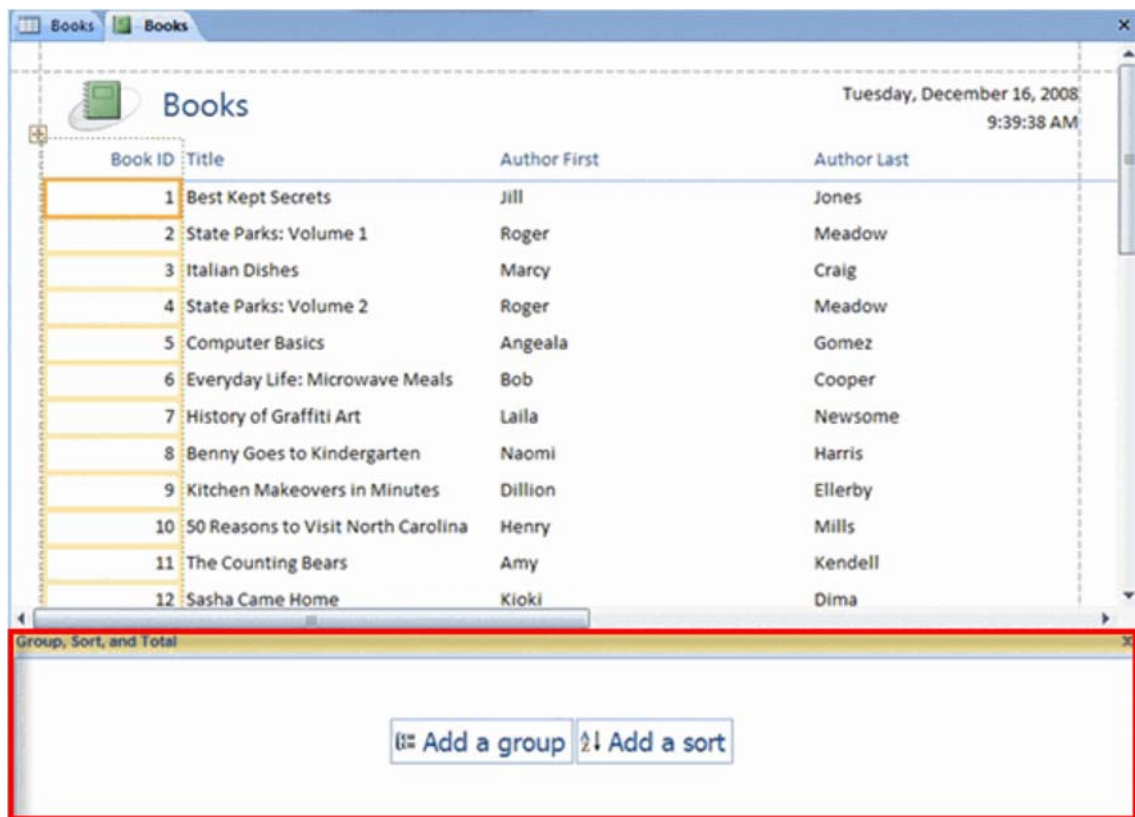 Books Books
Books
Tuesday, December 16, 2008
9:39:38 AM
Book ID Title Author First Author Last
1 Best Kept Secrets Jill Jones
2 State Parks: Volume 1 Roger Meadow
3 Italian Dishes Marcy Craig
4 State Parks: Volume 2 Roger Meadow
5 Computer Basics Angeala Gomez
6 Everyday Life: Microwave Meals Bob Cooper
7 History of Graffiti Art Laila Newsome
8 Benny Goes to Kindergarten Naomi Harris
9 Kitchen Makeovers in Minutes Dillion Ellerby
10 50 Reasons to Visit North Carolina Henry Mills
11 The Counting Bears Amy Kendell
12 Sasha Came Home Kioki Dima
Group, Sort, and Total
Add a group Add a sort